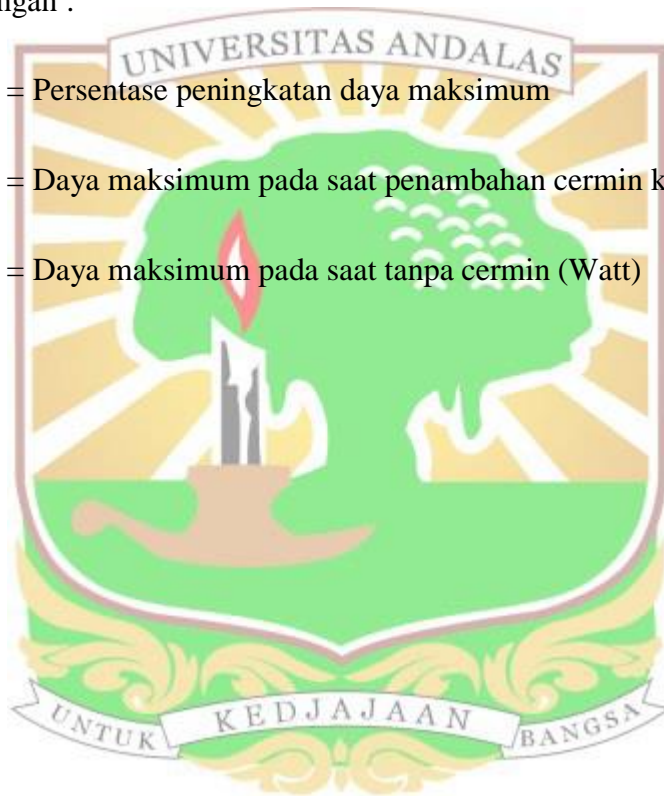 ngan :
UNIVERSITAS ANDALAS
= Persentase peningkatan daya maksimum
= Daya maksimum pada saat penambahan cermin k
= Daya maksimum pada saat tanpa cermin (Watt)
UNTUK KEDJAJAAN BANGSA